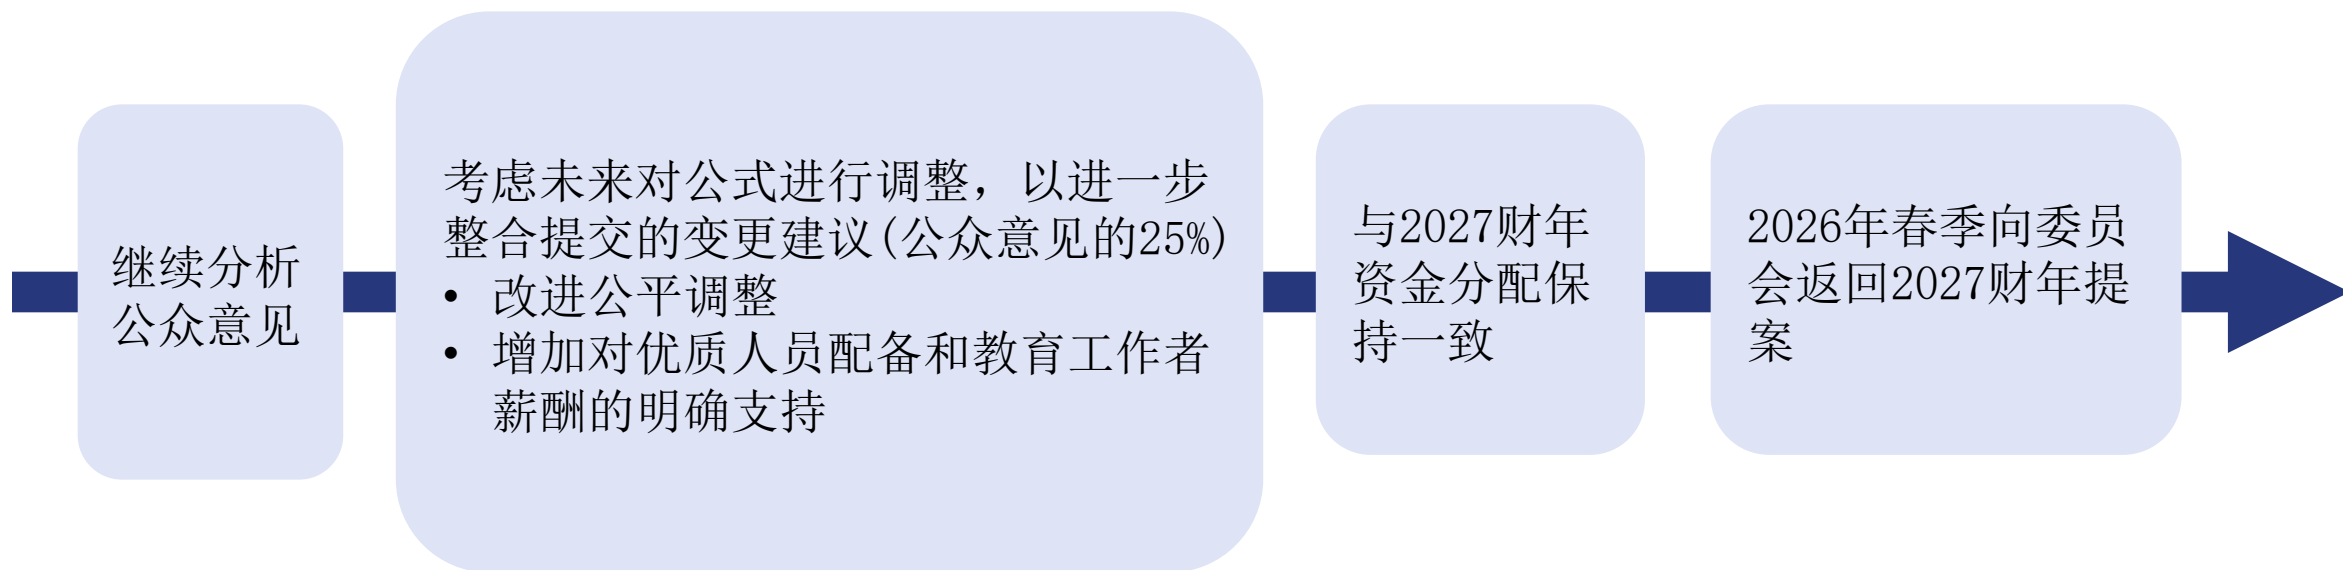 继续分析
公众意见
考虑未来对公式进行调整，以进一步
整合提交的变更建议(公众意见的25%)
• 改进公平调整
• 增加对优质人员配备和教育工作者
薪酬的明确支持
与2027财年
资金分配保
持一致
2026年春季向委员
会返回2027财年提
案